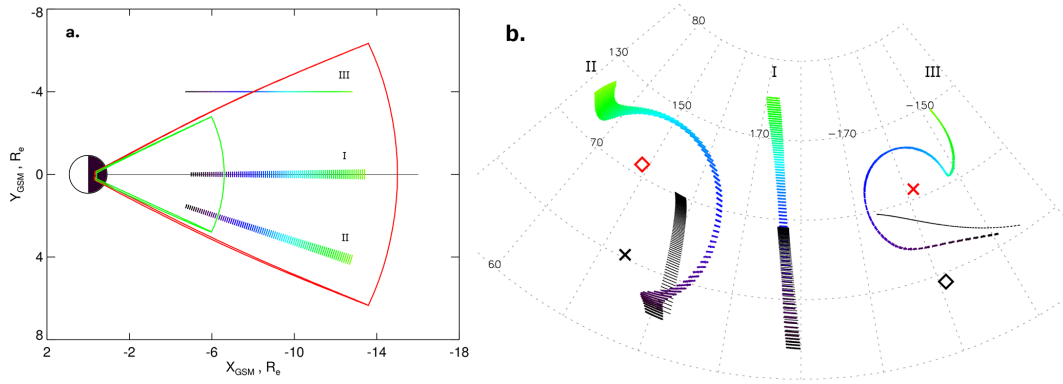 a.
-8
-4
0
4
8
Y_GSM , R_e
2
-2
-6
-10
-14
-18
X_GSM , R_e
III
I
II
b.
80
130
II
I
III
150
-150
70
170
-170
60